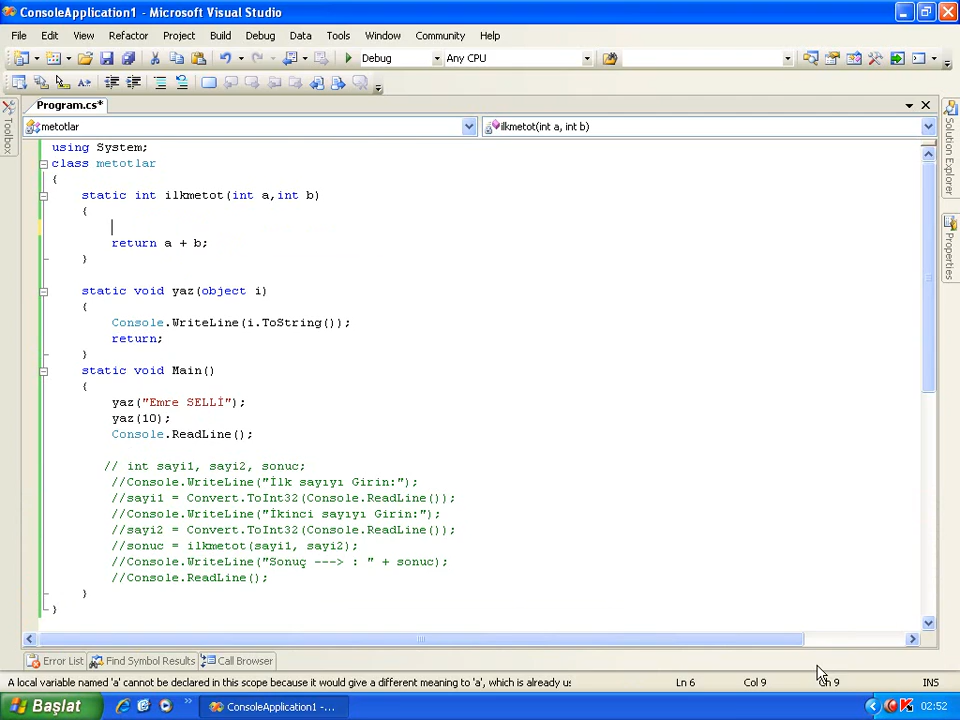 ConsoleApplication1 - Microsoft Visual Studio
File Edit View Refactor Project Build Debug Data Tools Window Community Help
Debug Any CPU
Program.cs*
metotlar ilkmetot(int a, int b)
Toolbox
Solution Explorer
Properties
using System;
class metotlar
{
static int ilkmetot(int a,int b)
{
return a + b;
}
static void yaz(object i)
{
Console.WriteLine(i.ToString());
return;
}
static void Main()
{
yaz("Emre SELLİ");
yaz(10);
Console.ReadLine();
// int sayi1, sayi2, sonuc;
//Console.WriteLine("İlk sayıyı Girin:");
//sayi1 = Convert.ToInt32(Console.ReadLine());
//Console.WriteLine("İkinci sayıyı Girin:");
//sayi2 = Convert.ToInt32(Console.ReadLine());
//sonuc = ilkmetot(sayi1, sayi2);
//Console.WriteLine("Sonuç ---> : " + sonuc);
//Console.ReadLine();
}
}
Error List Find Symbol Results Call Browser
A local variable named 'a' cannot be declared in this scope because it would give a different meaning to 'a', which is already us Ln 6 Col 9 Ch 9 INS
Başlat ConsoleApplication1 -... 02:52